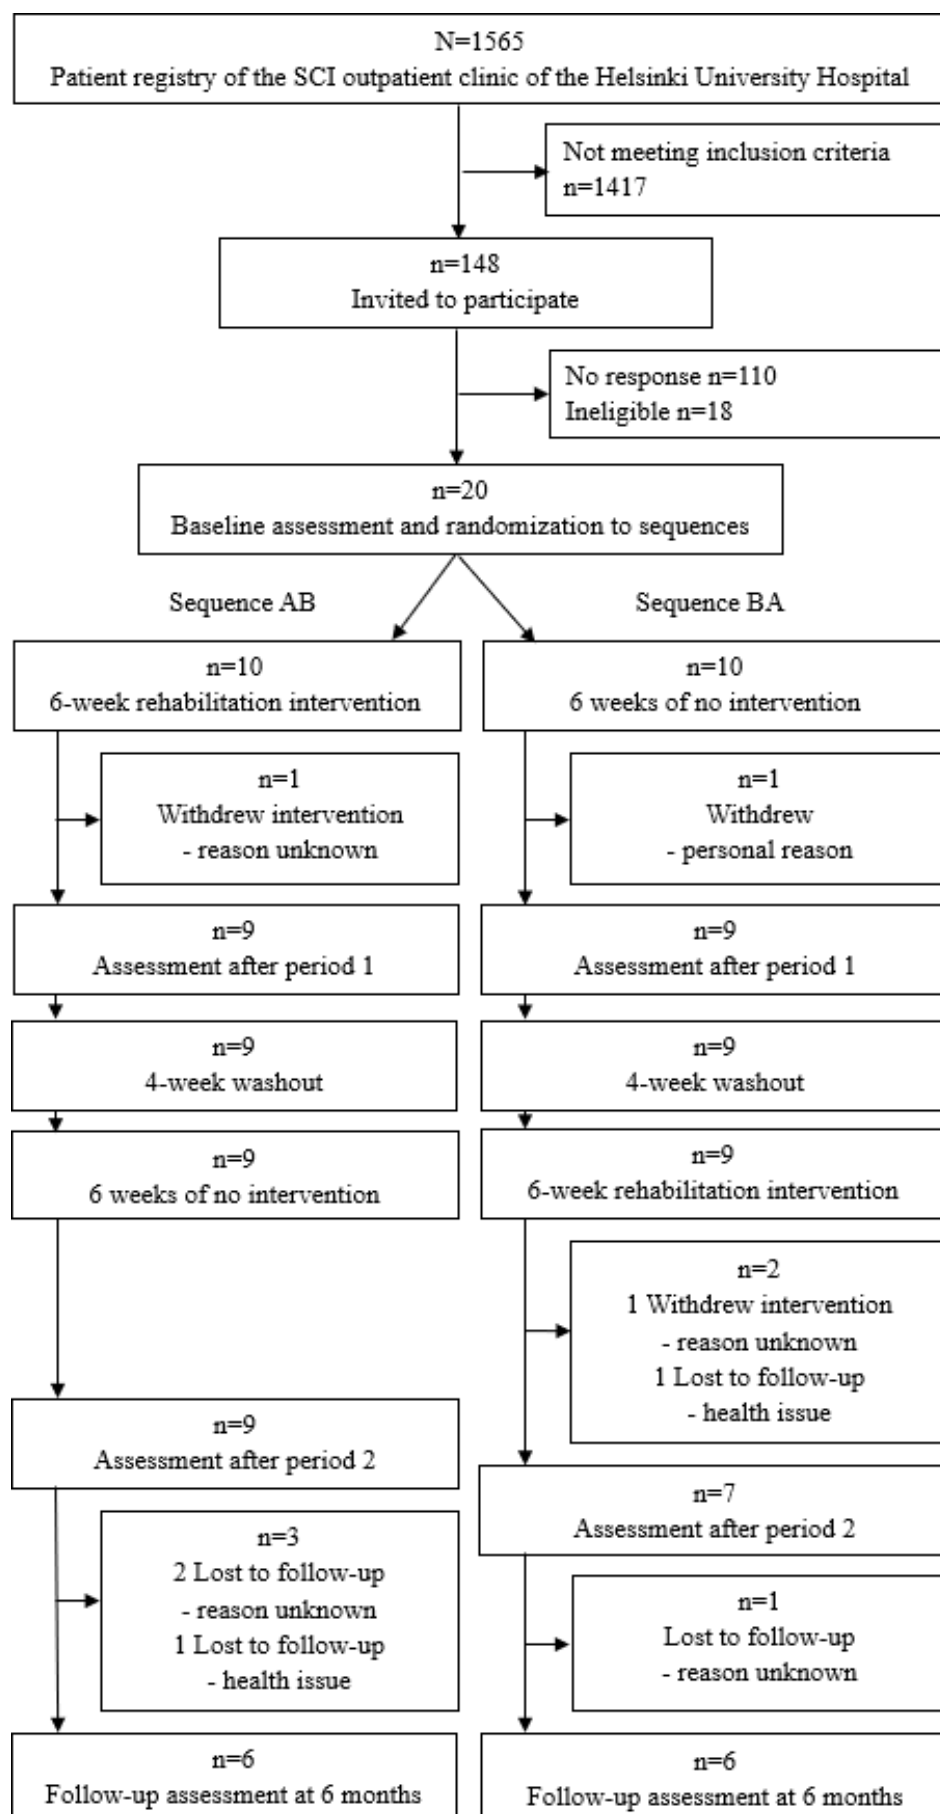 N=1565
Patient registry of the SCI outpatient clinic of the Helsinki University Hospital
Not meeting inclusion criteria
n=1417
n=148
Invited to participate
No response n=110
Ineligible n=18
n=20
Baseline assessment and randomization to sequences
Sequence AB
n=10
6-week rehabilitation intervention
n=1
Withdrew intervention
- reason unknown
n=9
Assessment after period 1
n=9
4-week washout
n=9
6 weeks of no intervention
n=9
Assessment after period 2
n=3
2 Lost to follow-up
- reason unknown
1 Lost to follow-up
- health issue
n=6
Follow-up assessment at 6 months
Sequence BA
n=10
6 weeks of no intervention
n=1
Withdrew
- personal reason
n=9
Assessment after period 1
n=9
4-week washout
n=9
6-week rehabilitation intervention
n=2
1 Withdrew intervention
- reason unknown
1 Lost to follow-up
- health issue
n=7
Assessment after period 2
n=1
Lost to follow-up
- reason unknown
n=6
Follow-up assessment at 6 months